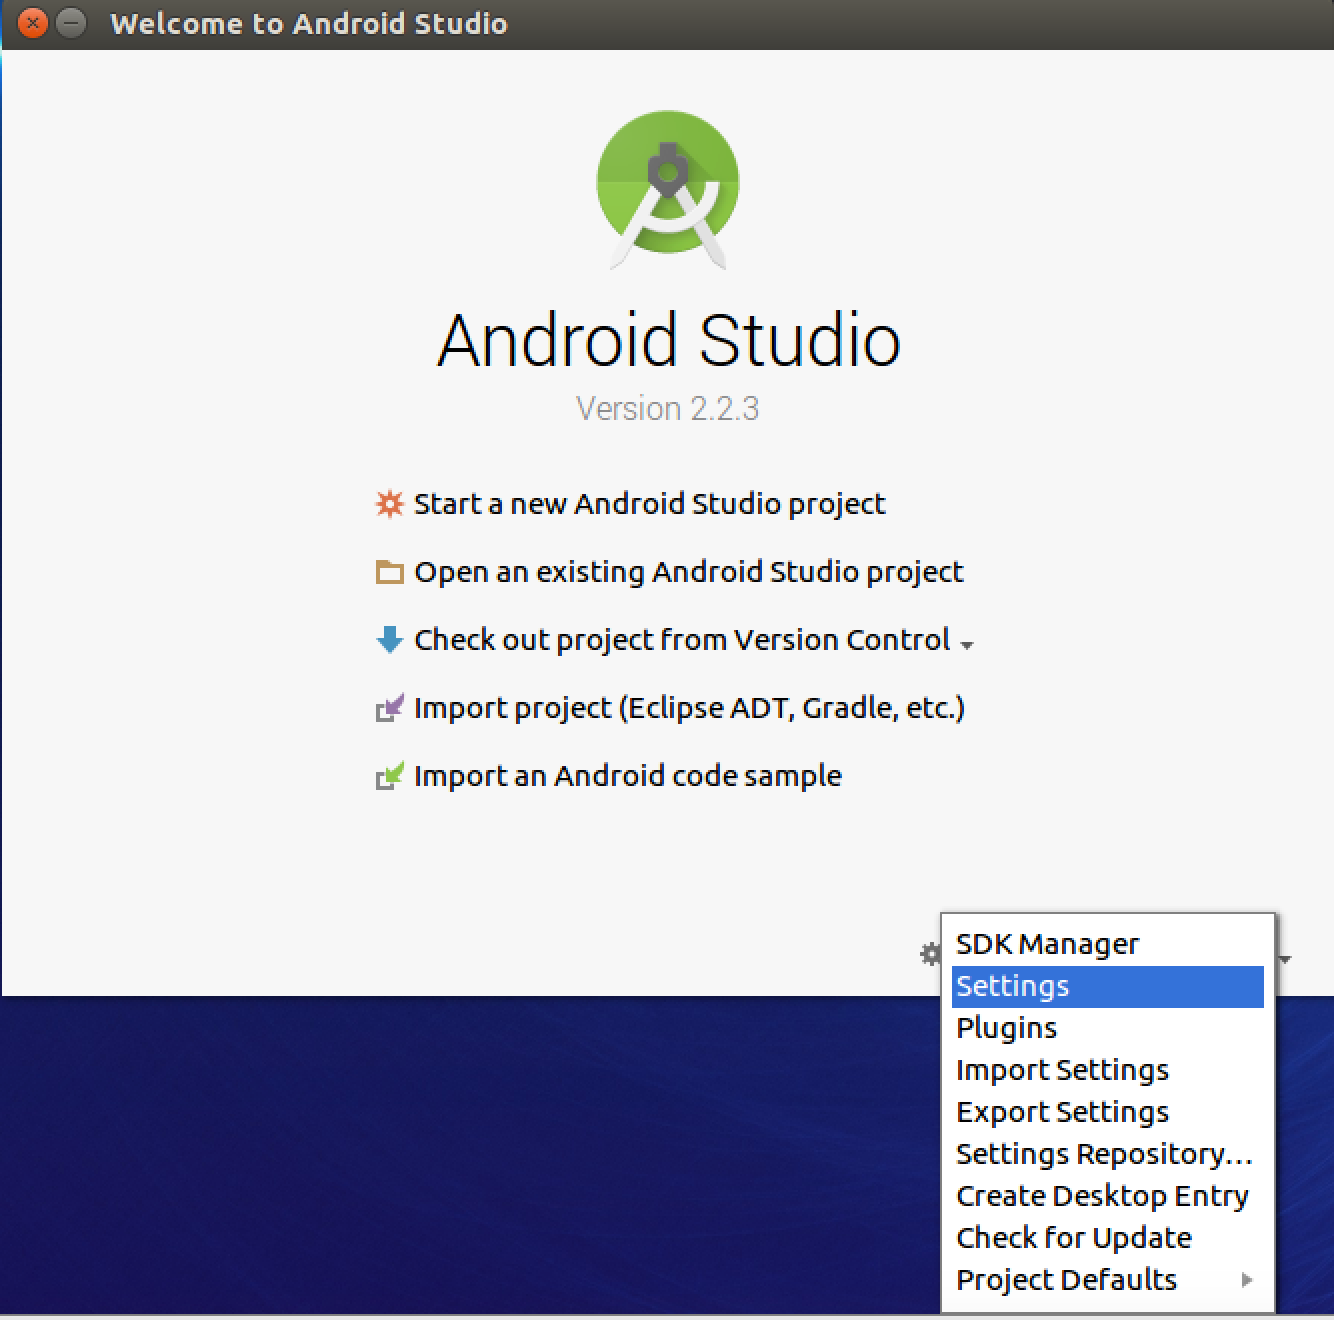 Welcome to Android Studio
Android Studio
Version 2.2.3
Start a new Android Studio project
Open an existing Android Studio project
Check out project from Version Control
Import project (Eclipse ADT, Gradle, etc.)
Import an Android code sample
SDK Manager
Settings
Plugins
Import Settings
Export Settings
Settings Repository...
Create Desktop Entry
Check for Update
Project Defaults